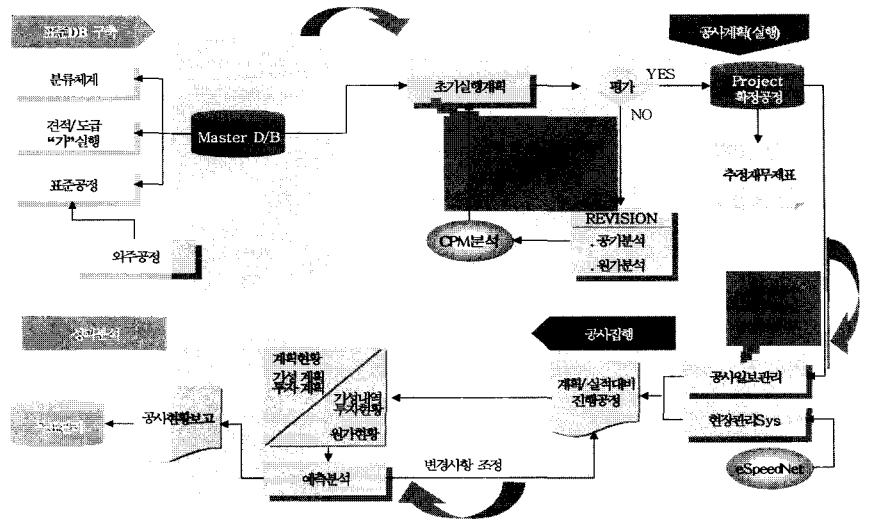 표준DB 구축
공사계획(실행)
분류체계
견적/도급
"가"실행
표준공정
외주공정
Master D/B
초기실행계획
평가
YES
NO
Project
확정공정
추정재무제표
REVISION
. 공기분석
. 원가분석
CPM분석
공사집행
계획현황
기성 계획
투자 계획
기성내역
투자현황
원가현황
계획/실적대비
진행공정
공사일보관리
현장관리Sys
eSpeedNet
공사현황보고
예측분석
변경사항 조정